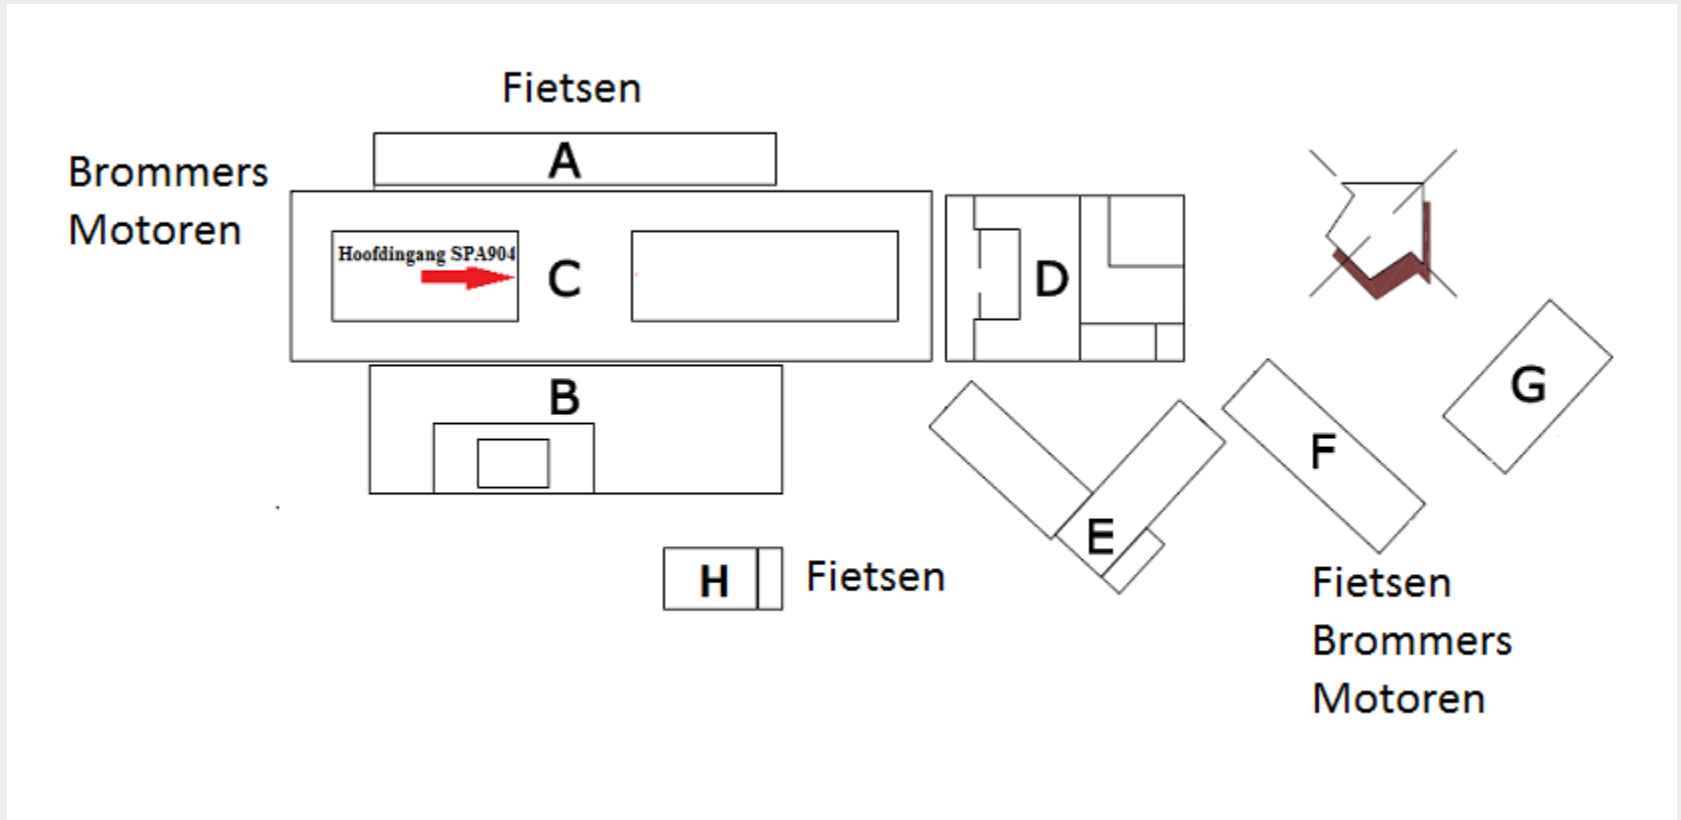 Fietsen
Brommers
Motoren
A
Hoofdingang SPA904
C
D
B
G
F
E
H
Fietsen
Fietsen
Brommers
Motoren